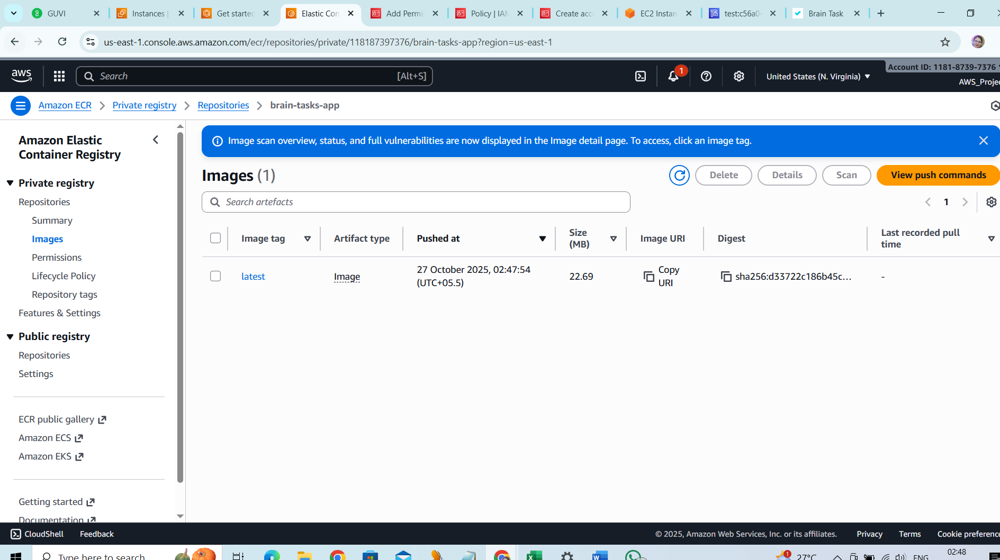 GUVI
Instances |
Get started
Elastic Con
Add Permis
Policy | IAM
Create acc
EC2 Instan
test:c56a0
Brain Task
us-east-1.console.aws.amazon.com/ecr/repositories/private/118187397376/brain-tasks-app?region=us-east-1
aws
Search
[Alt+S]
1
United States (N. Virginia)
Account ID: 1181-8739-7376
AWS_Projec
Amazon ECR
Private registry
Repositories
brain-tasks-app
Amazon Elastic
Container Registry
Private registry
Repositories
Summary
Images
Permissions
Lifecycle Policy
Repository tags
Features & Settings
Public registry
Repositories
Settings
ECR public gallery
Amazon ECS
Amazon EKS
Getting started
Documentation
Image scan overview, status, and full vulnerabilities are now displayed in the Image detail page. To access, click an image tag.
Images (1)
Delete
Details
Scan
View push commands
Search artefacts
1
Image tag
Artifact type
Pushed at
Size
(MB)
Image URI
Digest
Last recorded pull
time
latest
Image
27 October 2025, 02:47:54
(UTC+05.5)
22.69
Copy
URI
sha256:d33722c186b45c...
-
CloudShell
Feedback
© 2025, Amazon Web Services, Inc. or its affiliates.
Privacy
Terms
Cookie preference
Type here to search
1
27°C
ENG
02:48